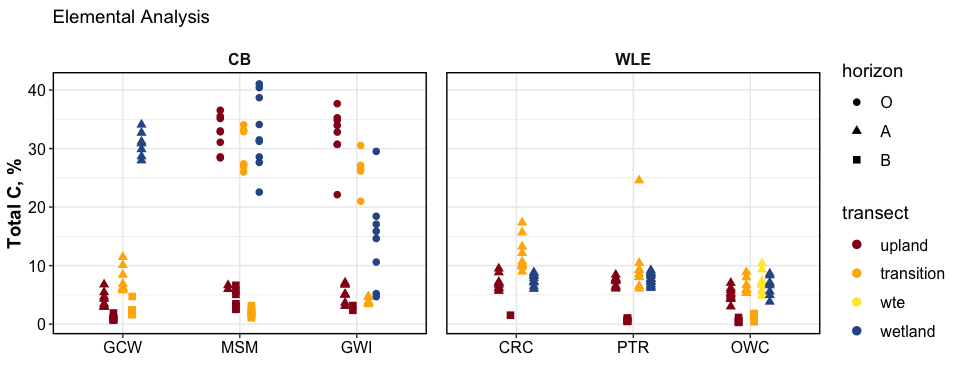 Elemental Analysis
CB
WLE
Total C, %
40
30
20
10
0
GCW
MSM
GWI
CRC
PTR
OWC
horizon
O
A
B
transect
upland
transition
wte
wetland